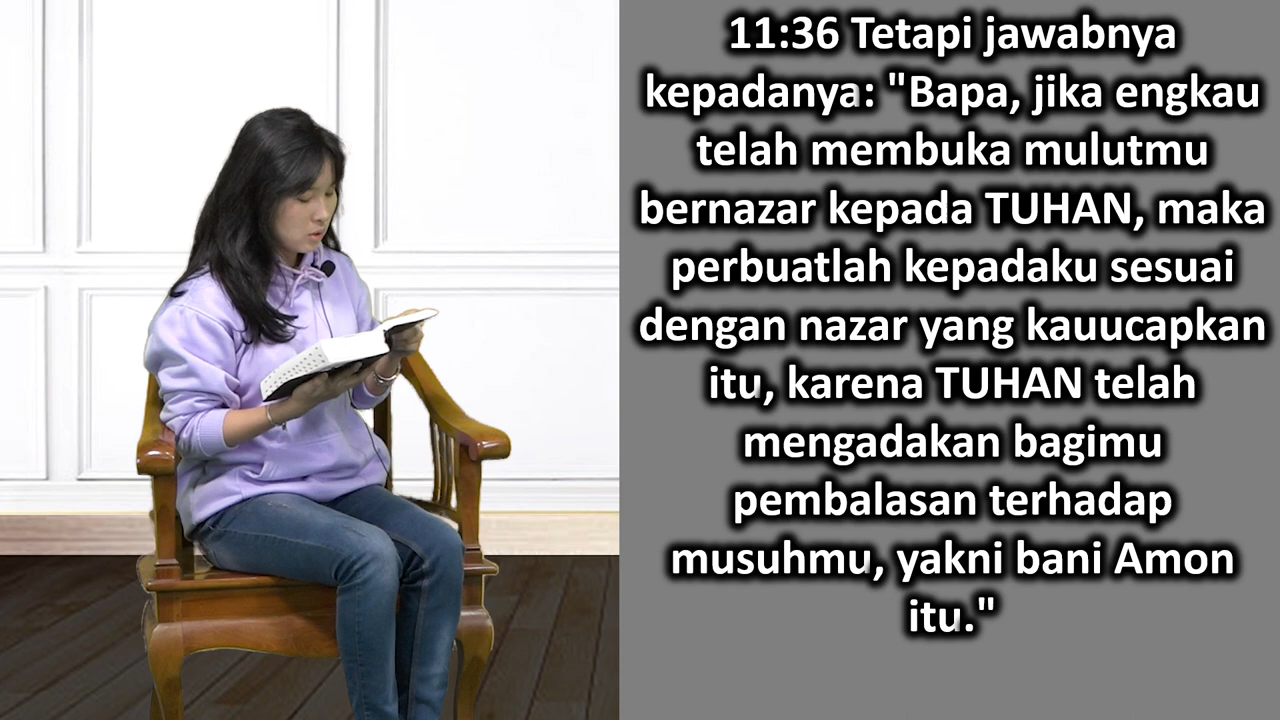 11:36 Tetapi jawabnya
kepadanya: "Bapa, jika engkau
telah membuka mulutmu
bernazar kepada TUHAN, maka
perbuatlah kepadaku sesuai
dengan nazar yang kauucapkan
itu, karena TUHAN telah
mengadakan bagimu
pembalasan terhadap
musuhmu, yakni bani Amon
itu."